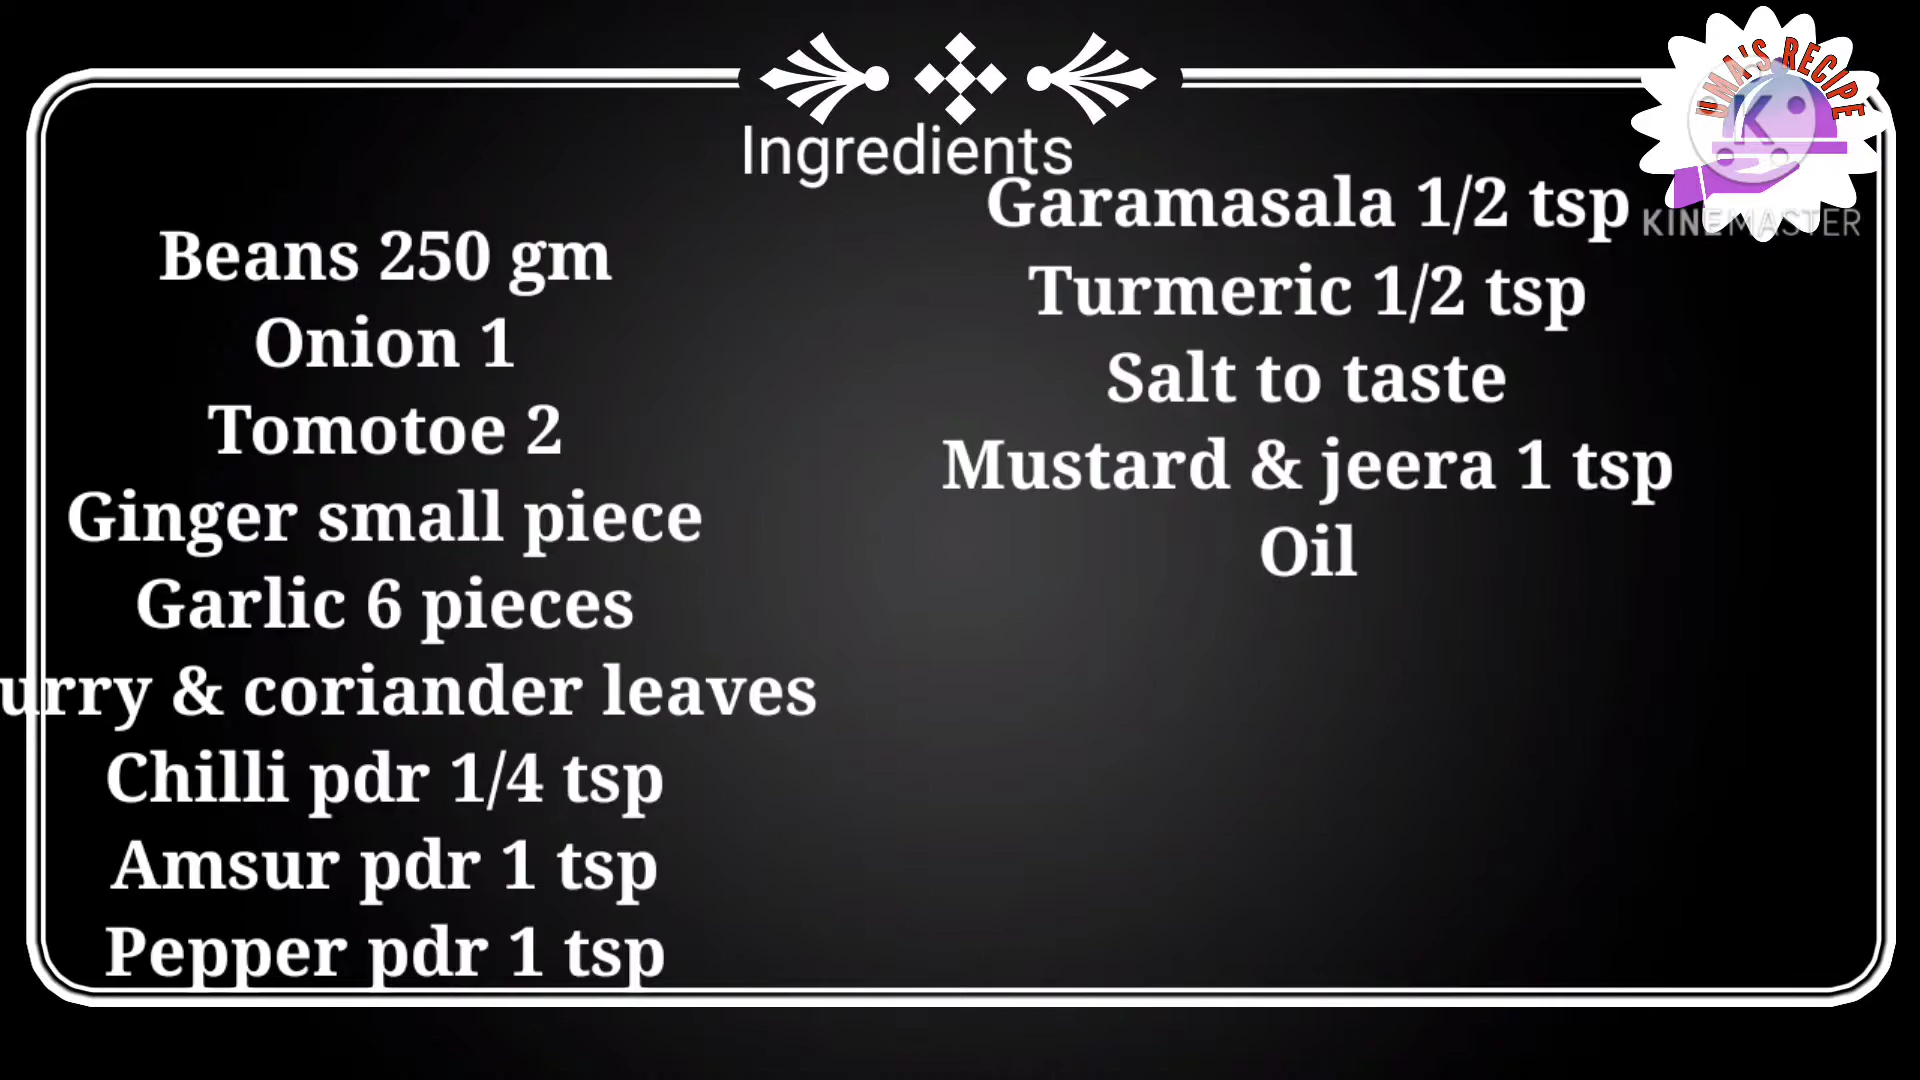 UMA'S RECIPE
K
KINEMASTER
Ingredients
Beans 250 gm
Onion 1
Tomotoe 2
Ginger small piece
Garlic 6 pieces
urry & coriander leaves
Chilli pdr 1/4 tsp
Amsur pdr 1 tsp
Pepper pdr 1 tsp
Garamasala 1/2 tsp
Turmeric 1/2 tsp
Salt to taste
Mustard & jeera 1 tsp
Oil